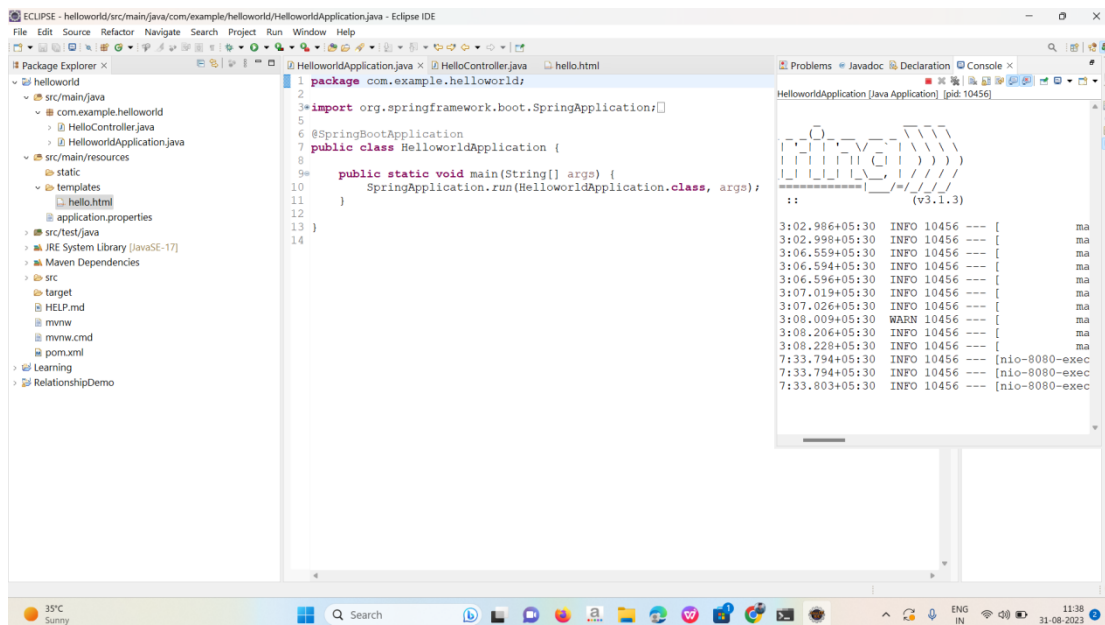 ECLIPSE - helloworld/src/main/java/com/example/helloworld/HelloworldApplication.java - Eclipse IDE
File Edit Source Refactor Navigate Search Project Run Window Help
Package Explorer
helloworld
src/main/java
com.example.helloworld
HelloController.java
HelloworldApplication.java
src/main/resources
static
templates
hello.html
application.properties
src/test/java
JRE System Library [JavaSE-17]
Maven Dependencies
src
target
HELP.md
mvnw
mvnw.cmd
pom.xml
Learning
RelationshipDemo
HelloworldApplication.java HelloController.java hello.html
1 package com.example.helloworld;
2
3 import org.springframework.boot.SpringApplication;
5
6 @SpringBootApplication
7 public class HelloworldApplication {
8
9 public static void main(String[] args) {
10 SpringApplication.run(HelloworldApplication.class, args);
11 }
12
13 }
14
Problems Javadoc Declaration Console
HelloworldApplication [Java Application] [pid: 10456]
:: (v3.1.3)
3:02.986+05:30 INFO 10456 --- [ ma
3:02.998+05:30 INFO 10456 --- [ ma
3:06.559+05:30 INFO 10456 --- [ ma
3:06.594+05:30 INFO 10456 --- [ ma
3:06.596+05:30 INFO 10456 --- [ ma
3:07.019+05:30 INFO 10456 --- [ ma
3:07.026+05:30 INFO 10456 --- [ ma
3:08.009+05:30 WARN 10456 --- [ ma
3:08.206+05:30 INFO 10456 --- [ ma
3:08.228+05:30 INFO 10456 --- [ ma
7:33.794+05:30 INFO 10456 --- [nio-8080-exec
7:33.794+05:30 INFO 10456 --- [nio-8080-exec
7:33.803+05:30 INFO 10456 --- [nio-8080-exec
35°C
Sunny
Search
ENG
IN
11:38
31-08-2023
2